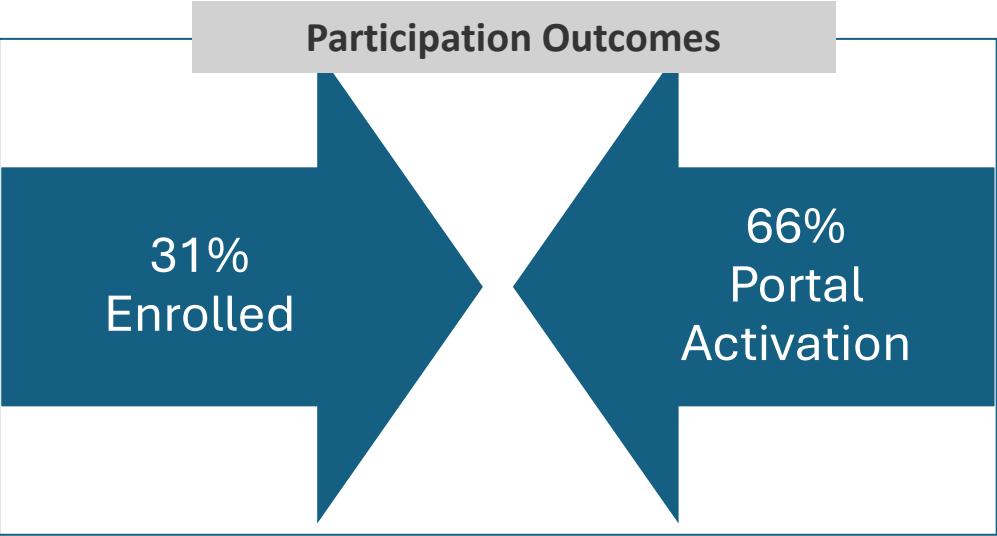 Participation Outcomes
31%
Enrolled
66%
Portal
Activation